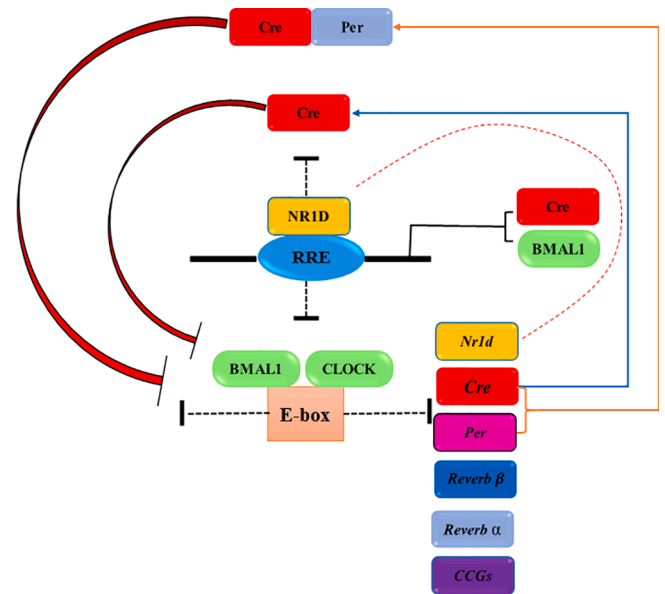 Cre Per
Cre
NR1D
RRE
Cre
BMAL1
Nr1d
BMAL1 CLOCK
Cre
E-box
Per
Reverb β
Reverb α
CCGs